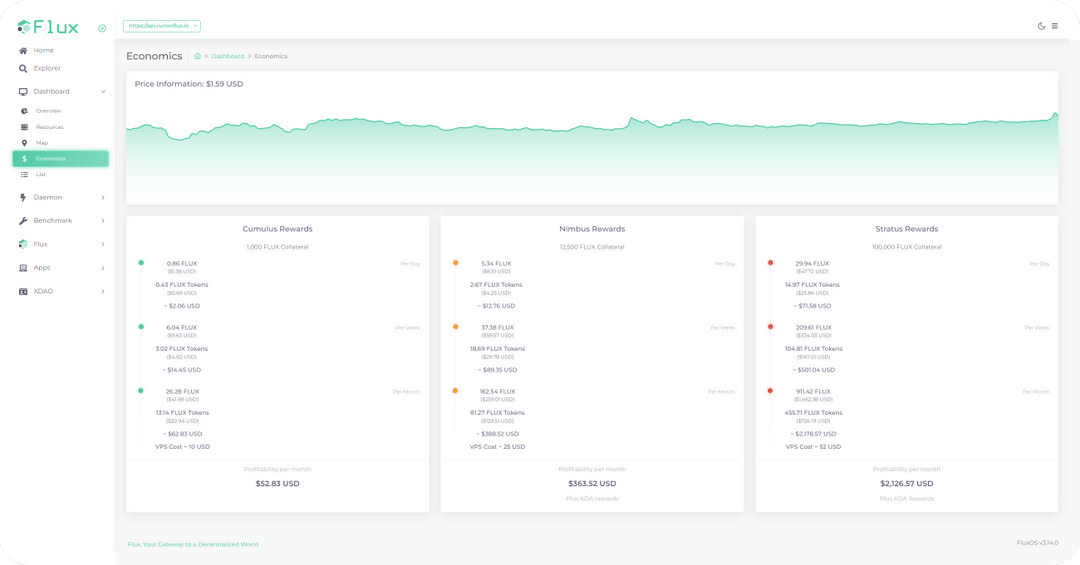 Flux
https://api.runonflux.io
Home
Explorer
Dashboard
Overview
Resources
Map
Economics
List
Daemon
Benchmark
Flux
Apps
XDAO
Economics
Dashboard
Economics
Price Information: $1.59 USD
Cumulus Rewards
1,000 FLUX Collateral
0.86 FLUX
Per Day
($1.38 USD)
0.43 FLUX Tokens
($0.69 USD)
~ $2.06 USD
6.04 FLUX
Per Week
($9.63 USD)
3.02 FLUX Tokens
($4.82 USD)
~ $14.45 USD
26.28 FLUX
Per Month
($41.88 USD)
13.14 FLUX Tokens
($20.94 USD)
~ $62.83 USD
VPS Cost ~ 10 USD
Profitability per month
$52.83 USD
Nimbus Rewards
12,500 FLUX Collateral
5.34 FLUX
Per Day
($8.51 USD)
2.67 FLUX Tokens
($4.25 USD)
~ $12.76 USD
37.38 FLUX
Per Week
($59.57 USD)
18.69 FLUX Tokens
($29.78 USD)
~ $89.35 USD
162.54 FLUX
Per Month
($259.01 USD)
81.27 FLUX Tokens
($129.51 USD)
~ $388.52 USD
VPS Cost ~ 25 USD
Profitability per month
$363.52 USD
Plus KDA rewards
Stratus Rewards
100,000 FLUX Collateral
29.94 FLUX
Per Day
($47.72 USD)
14.97 FLUX Tokens
($23.86 USD)
~ $71.58 USD
209.61 FLUX
Per Week
($334.03 USD)
104.81 FLUX Tokens
($167.01 USD)
~ $501.04 USD
911.42 FLUX
Per Month
($1,452.38 USD)
455.71 FLUX Tokens
($726.19 USD)
~ $2,178.57 USD
VPS Cost ~ 52 USD
Profitability per month
$2,126.57 USD
Plus KDA Rewards
Flux, Your Gateway to a Decentralized World
FluxOS v3.14.0